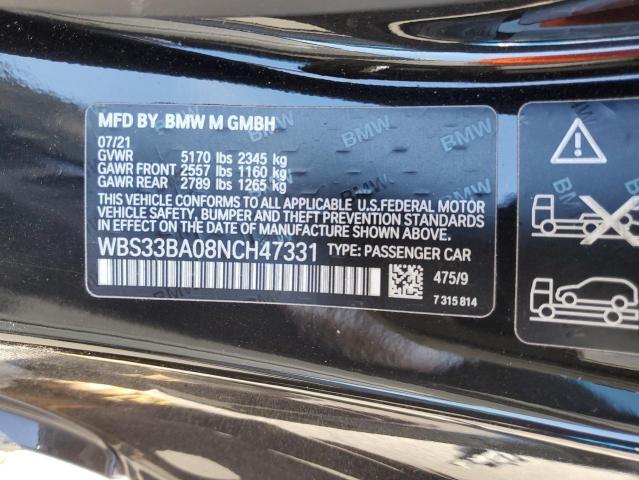 MFD BY BMW M GMBH
07/21
GVWR 5170 lbs 2345 kg
GAWR FRONT 2557 lbs 1160 kg
GAWR REAR 2789 lbs 1265 kg
THIS VEHICLE CONFORMS TO ALL APPLICABLE U.S.FEDERAL MOTOR
VEHICLE SAFETY, BUMPER AND THEFT PREVENTION STANDARDS
IN EFFECT ON THE DATE OF MANUFACTURE SHOWN ABOVE.
WBS33BA08NCH47331 TYPE: PASSENGER CAR
475/9
7 315 814